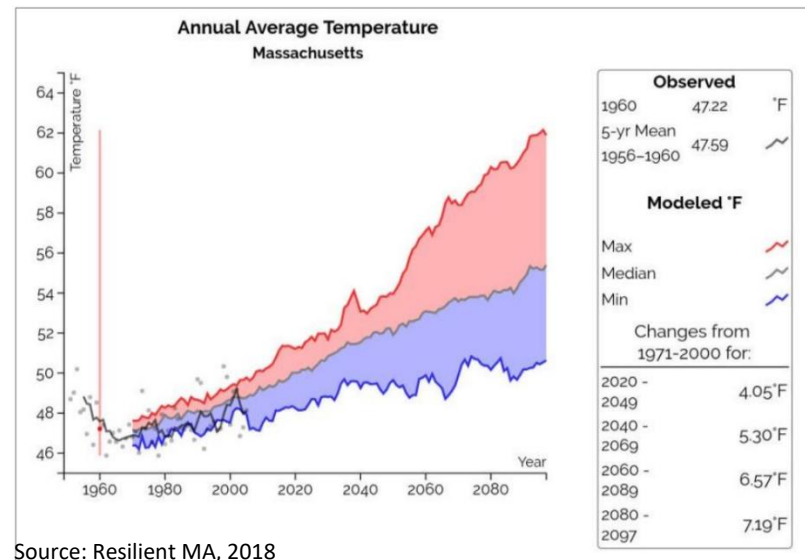 Annual Average Temperature
Massachusetts
Temperature °F
64
62
60
58
56
54
52
50
48
46
1960
1980
2000
2020
2040
2060
2080
Year
Observed
1960 47.22 °F
5-yr Mean
1956–1960 47.59
Modeled °F
Max
Median
Min
Changes from
1971-2000 for:
2020 -
2049 4.05°F
2040 -
2069 5.30°F
2060 -
2089 6.57°F
2080 -
2097 7.19°F
Source: Resilient MA, 2018